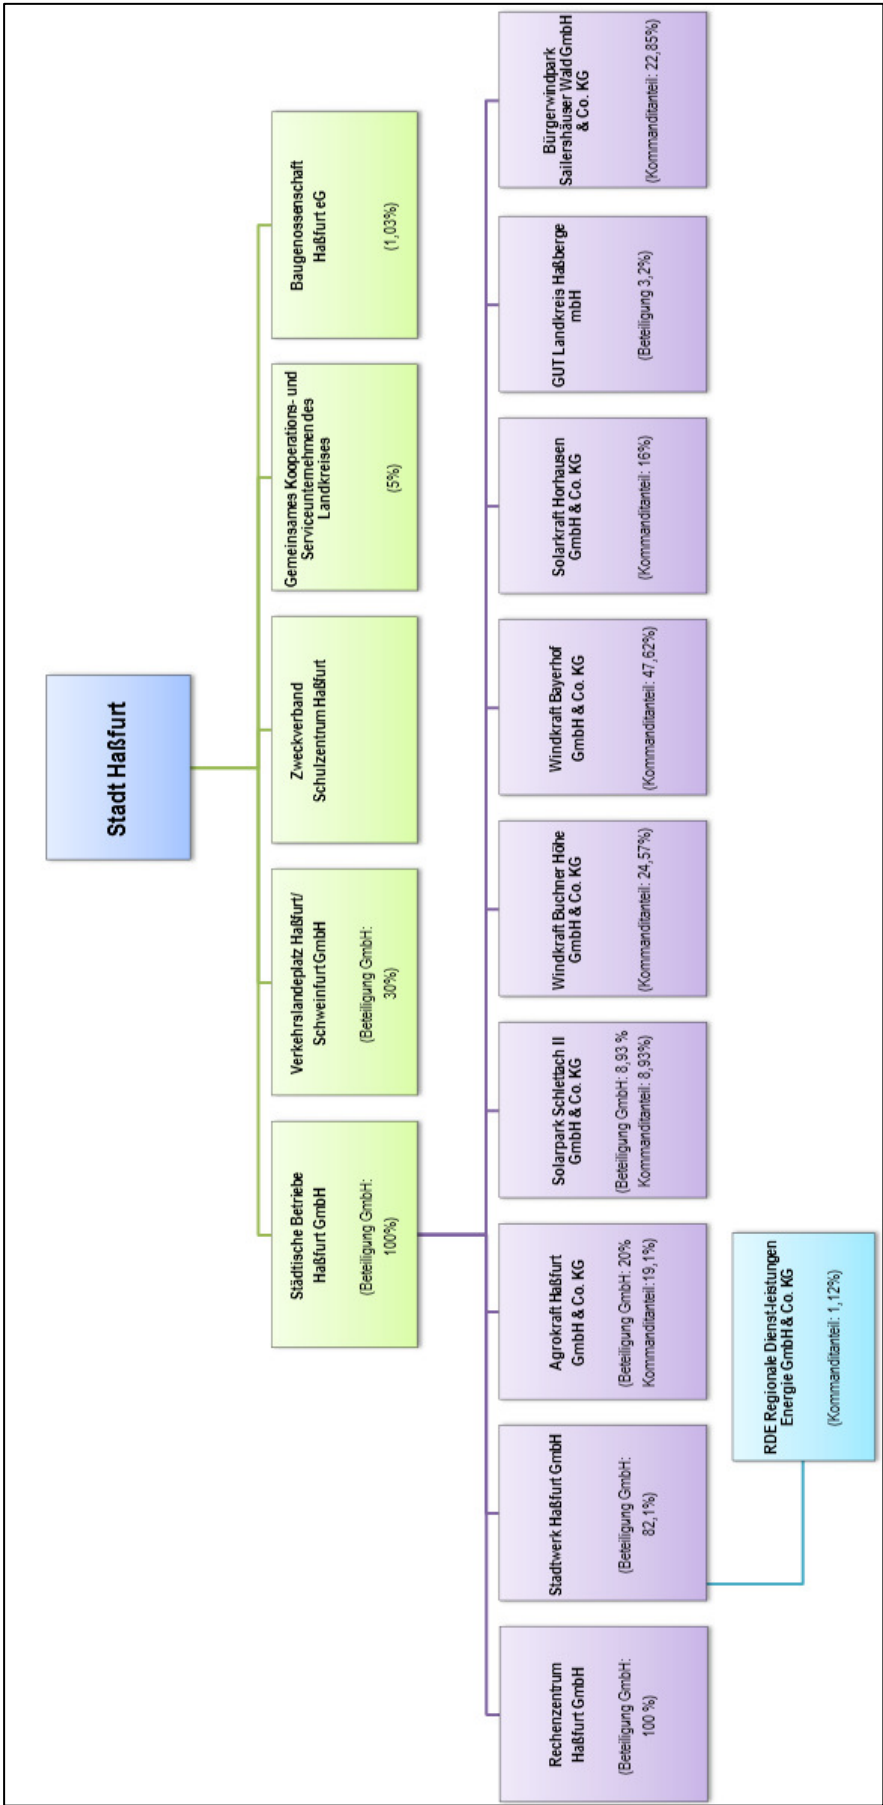 Stadt Haßfurt
Städtische Betriebe
Haßfurt GmbH
(Beteiligung GmbH:
100%)
Verkehrslandeplatz Haßfurt/
Schweinfurt GmbH
(Beteiligung GmbH:
30%)
Zweckverband
Schulzentrum Haßfurt
Gemeinsames Kooperations- und
Serviceunternehmen des
Landkreises
(5%)
Baugenossenschaft
Haßfurt eG
(1,03%)
Rechenzentrum
Haßfurt GmbH
(Beteiligung GmbH:
100 %)
Stadtwerk Haßfurt GmbH
(Beteiligung GmbH:
82,1%)
Agrokraft Haßfurt
GmbH & Co. KG
(Beteiligung GmbH: 20%
Kommanditanteil:19,1%)
Solarpark Schlettach II
GmbH & Co. KG
(Beteiligung GmbH: 8,93 %
Kommanditanteil: 8,93%)
Windkraft Buchner Höhe
GmbH & Co. KG
(Kommanditanteil: 24,57%)
Windkraft Bayerhof
GmbH & Co. KG
(Kommanditanteil: 47,62%)
Solarkraft Horhausen
GmbH & Co. KG
(Kommanditanteil: 16%)
GUT Landkreis Haßberge
mbH
(Beteiligung 3,2%)
Bürgerwindpark
Sailershäuser Wald GmbH
& Co. KG
(Kommanditanteil: 22,85%)
RDE Regionale Dienst-leistungen
Energie GmbH & Co. KG
(Kommanditanteil: 1,12%)